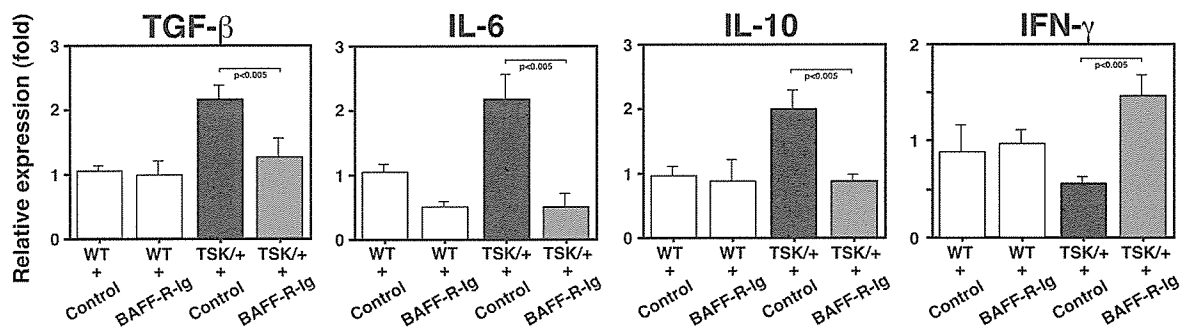 TGF-β
IL-6
IL-10
IFN-γ
Relative expression (fold)
3
2
1
0
p<0.005
WT + Control
WT + BAFF-R-Ig
TSK/+ + Control
TSK/+ + BAFF-R-Ig
3
2
1
0
p<0.005
WT + Control
WT + BAFF-R-Ig
TSK/+ + Control
TSK/+ + BAFF-R-Ig
3
2
1
0
p<0.005
WT + Control
WT + BAFF-R-Ig
TSK/+ + Control
TSK/+ + BAFF-R-Ig
2
1
0
p<0.005
WT + Control
WT + BAFF-R-Ig
TSK/+ + Control
TSK/+ + BAFF-R-Ig